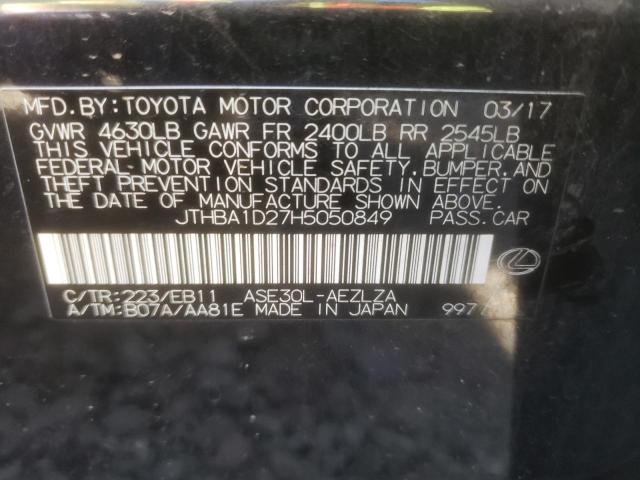 MFD.BY:TOYOTA MOTOR CORPORATION 03/17
GVWR 4630LB GAWR FR 2400LB RR 2545LB
THIS VEHICLE CONFORMS TO ALL APPLICABLE
FEDERAL MOTOR VEHICLE SAFETY,BUMPER,AND
THEFT PREVENTION STANDARDS IN EFFECT ON
THE DATE OF MANUFACTURE SHOWN ABOVE.
JTHBA1D27H5050849 PASS.CAR
C/TR:223/EB11 ASE30L-AEZLZA
A/TM:B07A/AA81E MADE IN JAPAN